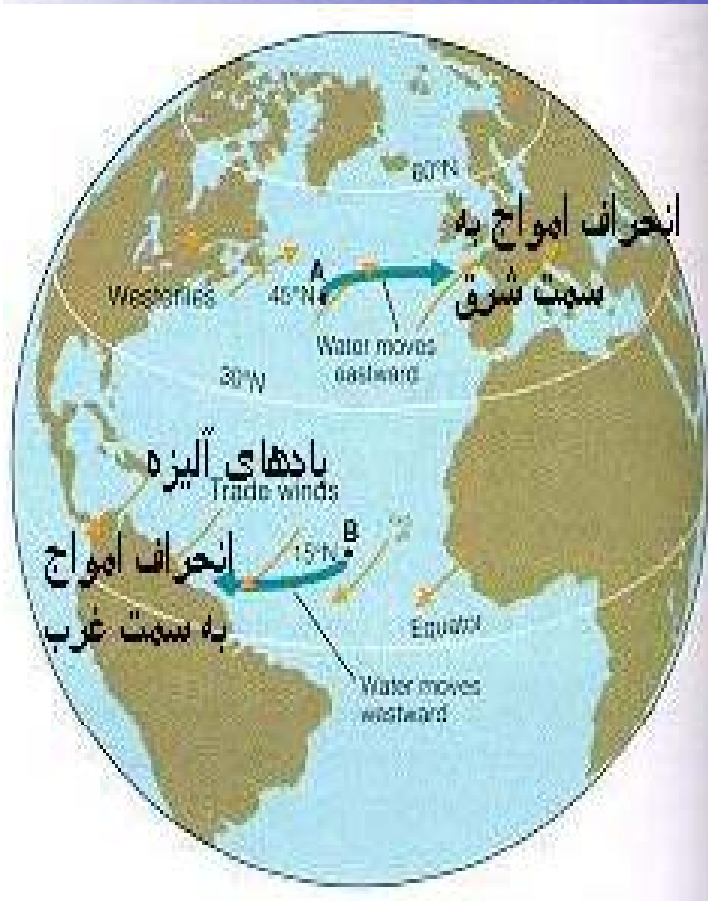 60°N
انحراف امواج به
سمت شرق
A
Westerlies
45°N
Water moves
eastward
30°N
بادهای آلیزه
Trade winds
B
15°N
انحراف امواج
به سمت غرب
Equator
Water moves
westward